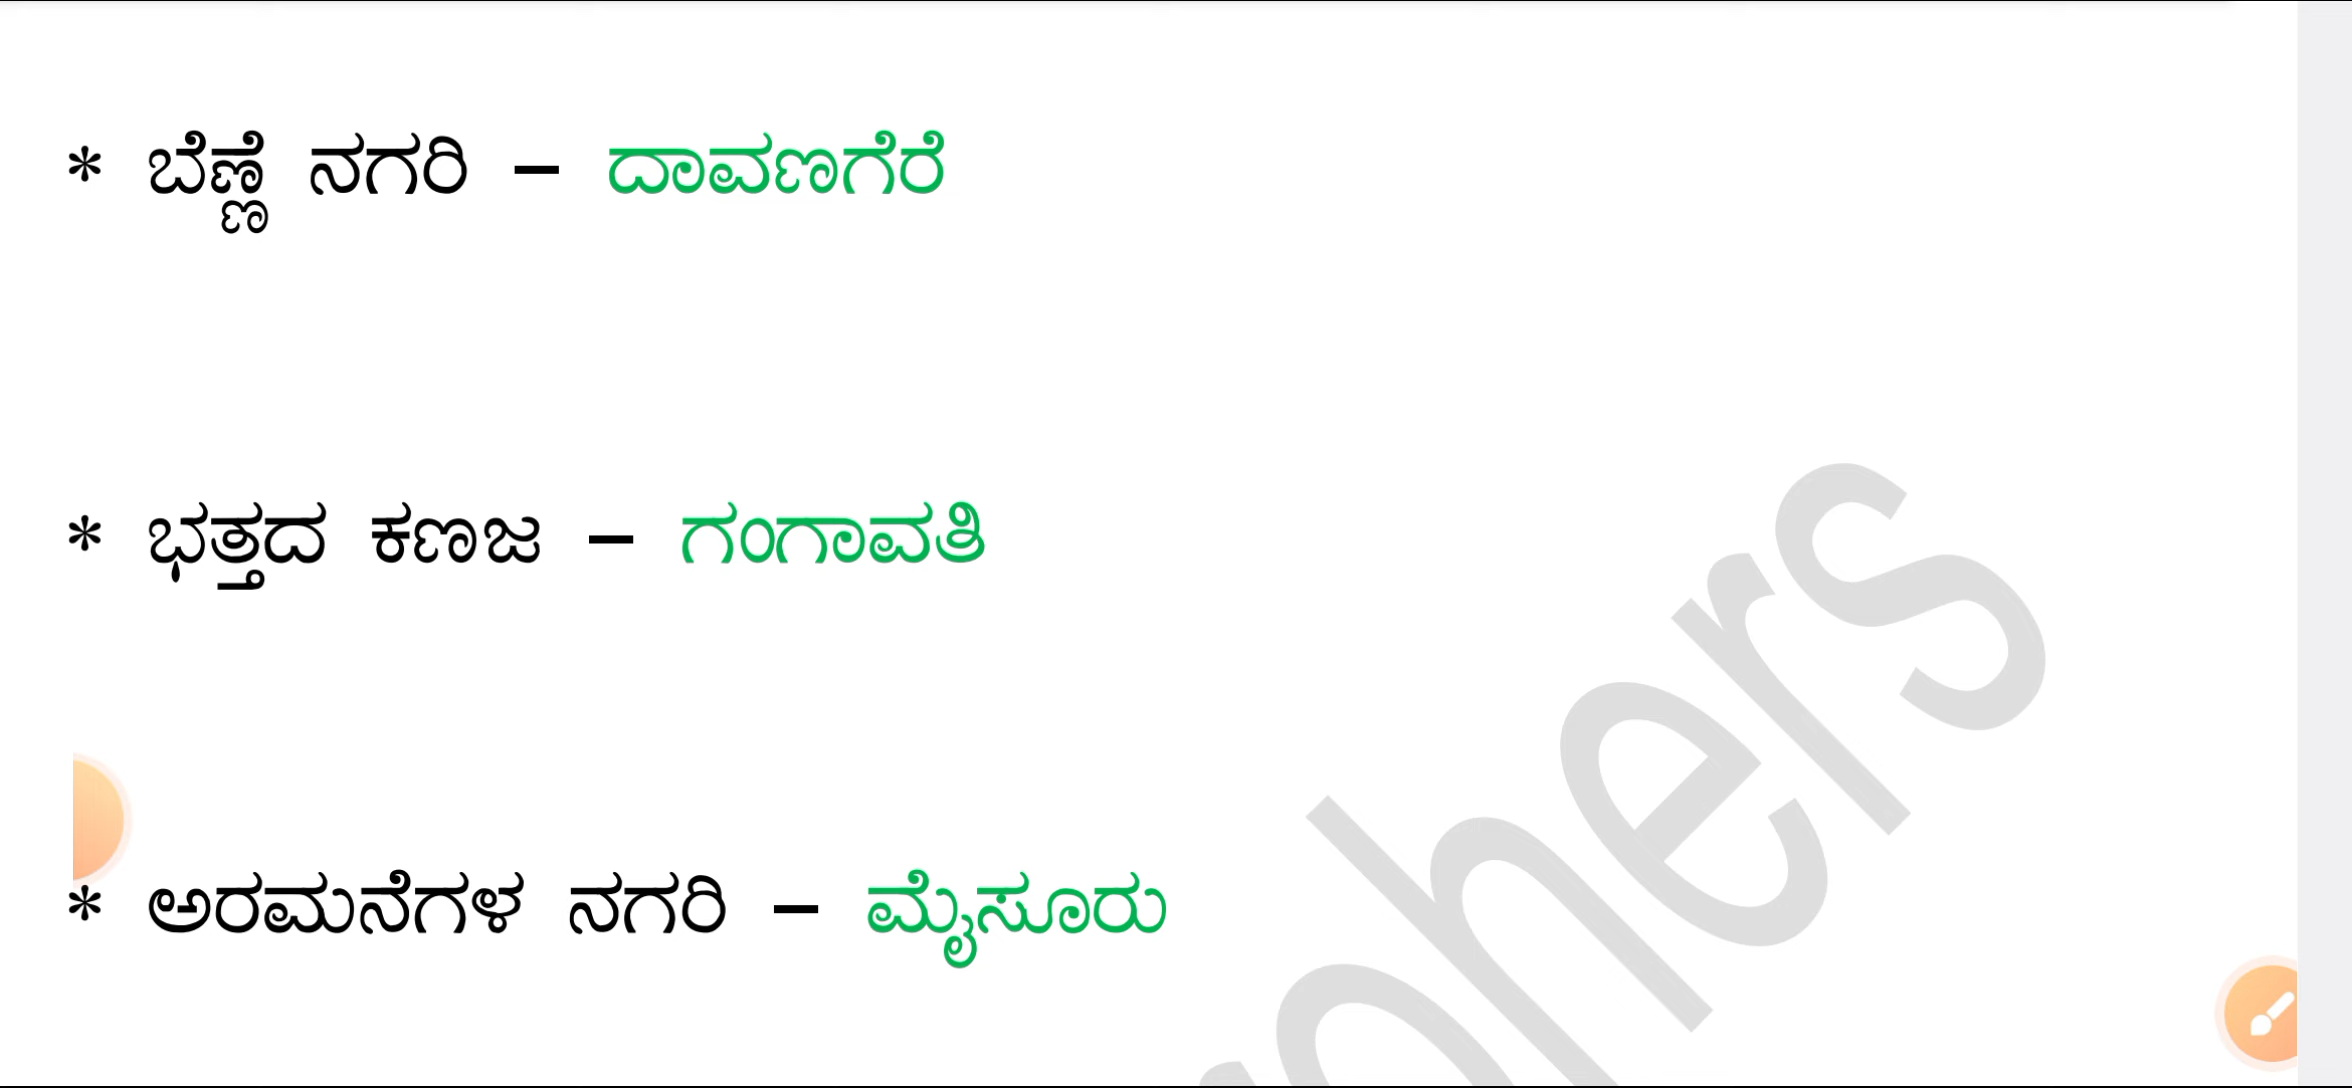 * ಬೆಣ್ಣೆ ನಗರಿ – ದಾವಣಗೆರೆ
* ಭತ್ತದ ಕಣಜ – ಗಂಗಾವತಿ
* ಅರಮನೆಗಳ ನಗರಿ – ಮೈಸೂರು